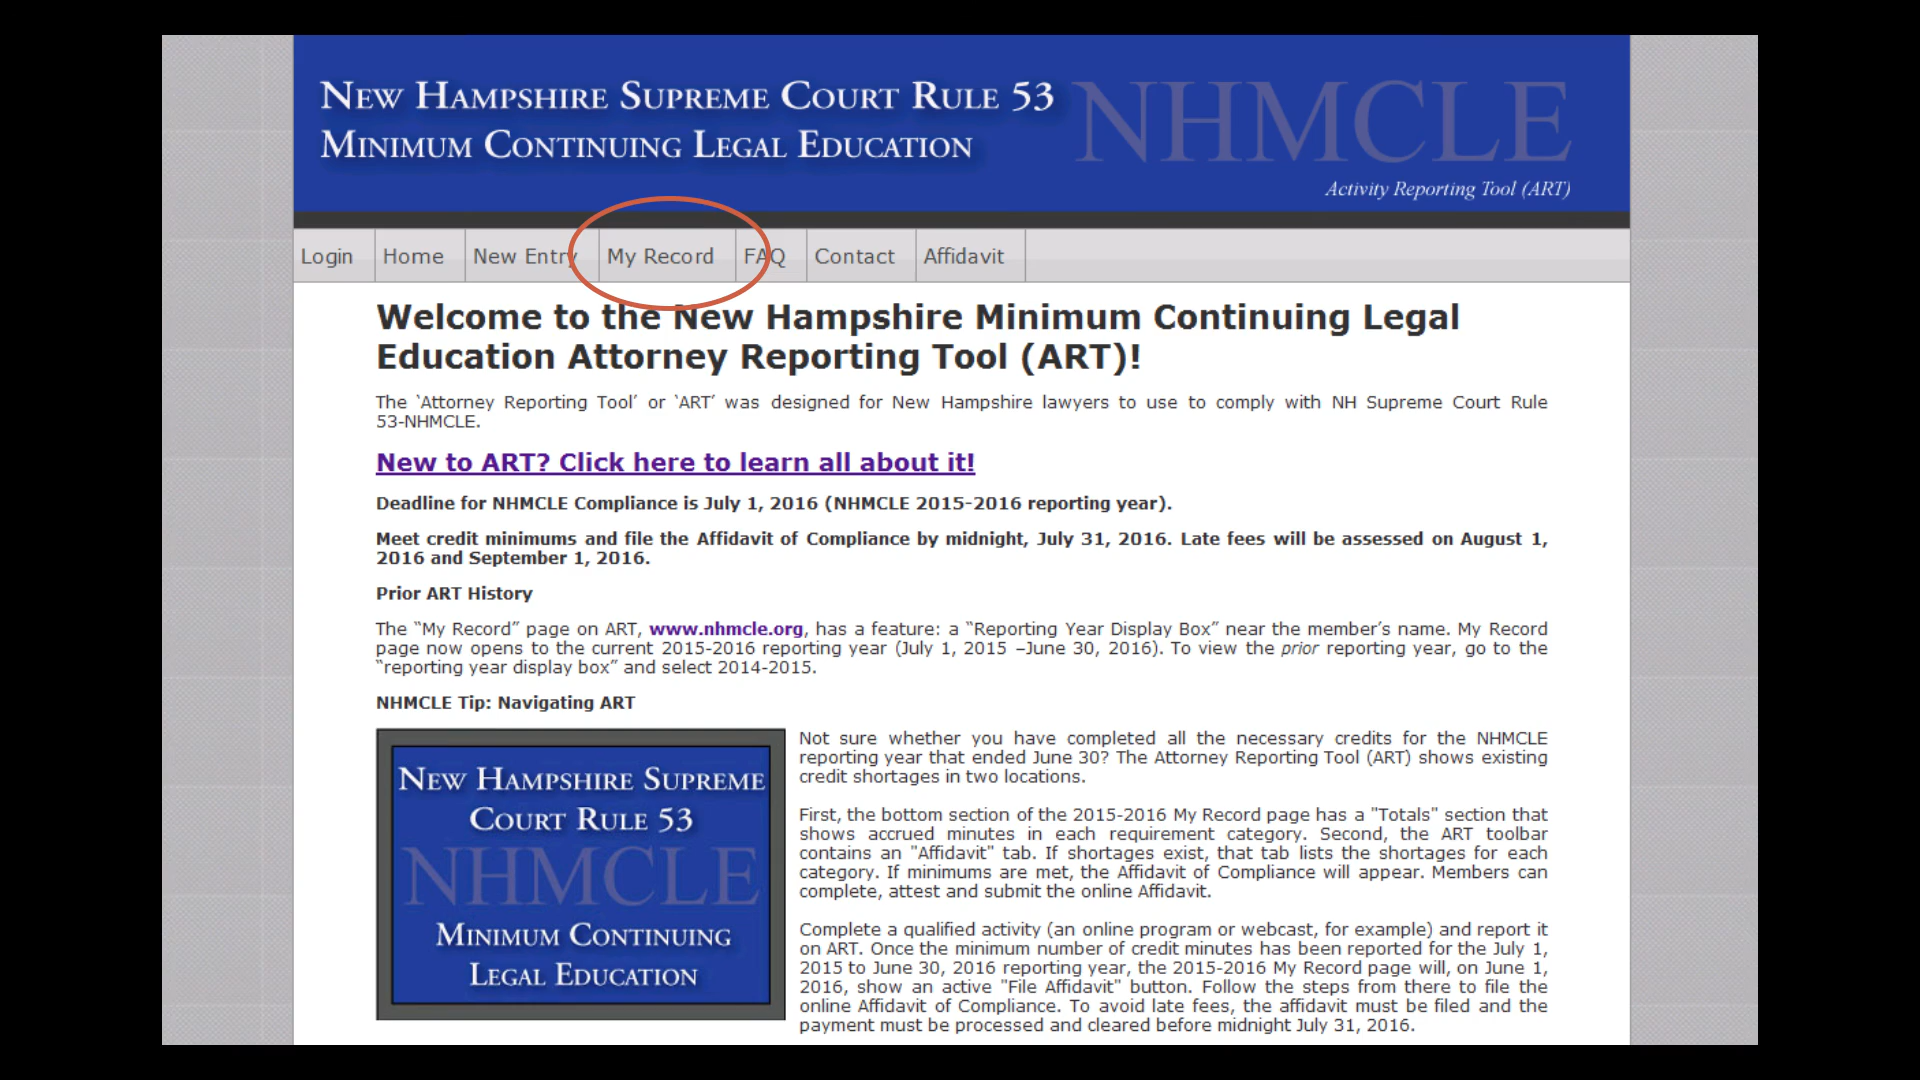 NEW HAMPSHIRE SUPREME COURT RULE 53
MINIMUM CONTINUING LEGAL EDUCATION
NHMCLE
Activity Reporting Tool (ART)
Login Home New Entry My Record FAQ Contact Affidavit
Welcome to the New Hampshire Minimum Continuing Legal
Education Attorney Reporting Tool (ART)!
The `Attorney Reporting Tool´ or `ART´ was designed for New Hampshire lawyers to use to comply with NH Supreme Court Rule
53-NHMCLE.
New to ART? Click here to learn all about it!
Deadline for NHMCLE Compliance is July 1, 2016 (NHMCLE 2015-2016 reporting year).
Meet credit minimums and file the Affidavit of Compliance by midnight, July 31, 2016. Late fees will be assessed on August 1,
2016 and September 1, 2016.
Prior ART History
The “My Record” page on ART, www.nhmcle.org, has a feature: a “Reporting Year Display Box” near the member’s name. My Record
page now opens to the current 2015-2016 reporting year (July 1, 2015 –June 30, 2016). To view the prior reporting year, go to the
“reporting year display box” and select 2014-2015.
NHMCLE Tip: Navigating ART
NEW HAMPSHIRE SUPREME
COURT RULE 53
NHMCLE
MINIMUM CONTINUING
LEGAL EDUCATION
Not sure whether you have completed all the necessary credits for the NHMCLE
reporting year that ended June 30? The Attorney Reporting Tool (ART) shows existing
credit shortages in two locations.
First, the bottom section of the 2015-2016 My Record page has a "Totals" section that
shows accrued minutes in each requirement category. Second, the ART toolbar
contains an "Affidavit" tab. If shortages exist, that tab lists the shortages for each
category. If minimums are met, the Affidavit of Compliance will appear. Members can
complete, attest and submit the online Affidavit.
Complete a qualified activity (an online program or webcast, for example) and report it
on ART. Once the minimum number of credit minutes has been reported for the July 1,
2015 to June 30, 2016 reporting year, the 2015-2016 My Record page will, on June 1,
2016, show an active "File Affidavit" button. Follow the steps from there to file the
online Affidavit of Compliance. To avoid late fees, the affidavit must be filed and the
payment must be processed and cleared before midnight July 31, 2016.